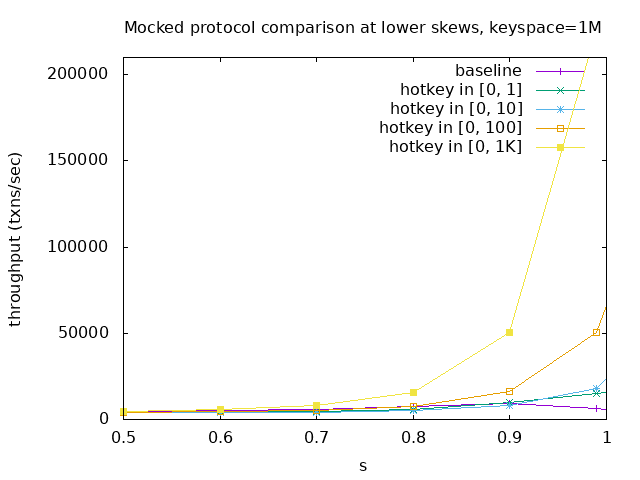 Mocked protocol comparison at lower skews, keyspace=1M
200000
150000
100000
50000
0
throughput (txns/sec)
baseline
hotkey in [0, 1]
hotkey in [0, 10]
hotkey in [0, 100]
hotkey in [0, 1K]
0.5 0.6 0.7 0.8 0.9 1
s